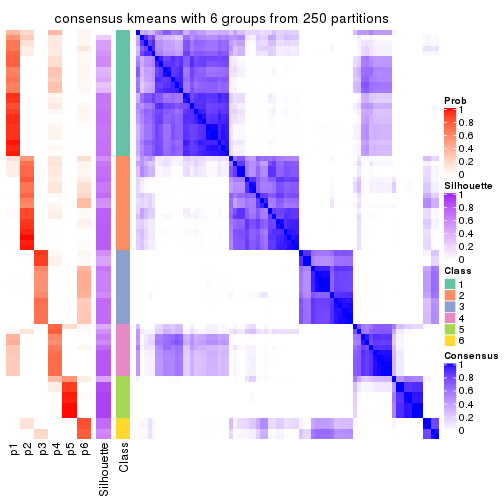 consensus kmeans with 6 groups from 250 partitions
Prob
1
0.8
0.6
0.4
0.2
0
Silhouette
1
0.8
0.6
0.4
0.2
0
Class
1
2
3
4
5
6
Consensus
1
0.8
0.6
0.4
0.2
0
p1
p2
p3
p4
p5
p6
Silhouette
Class